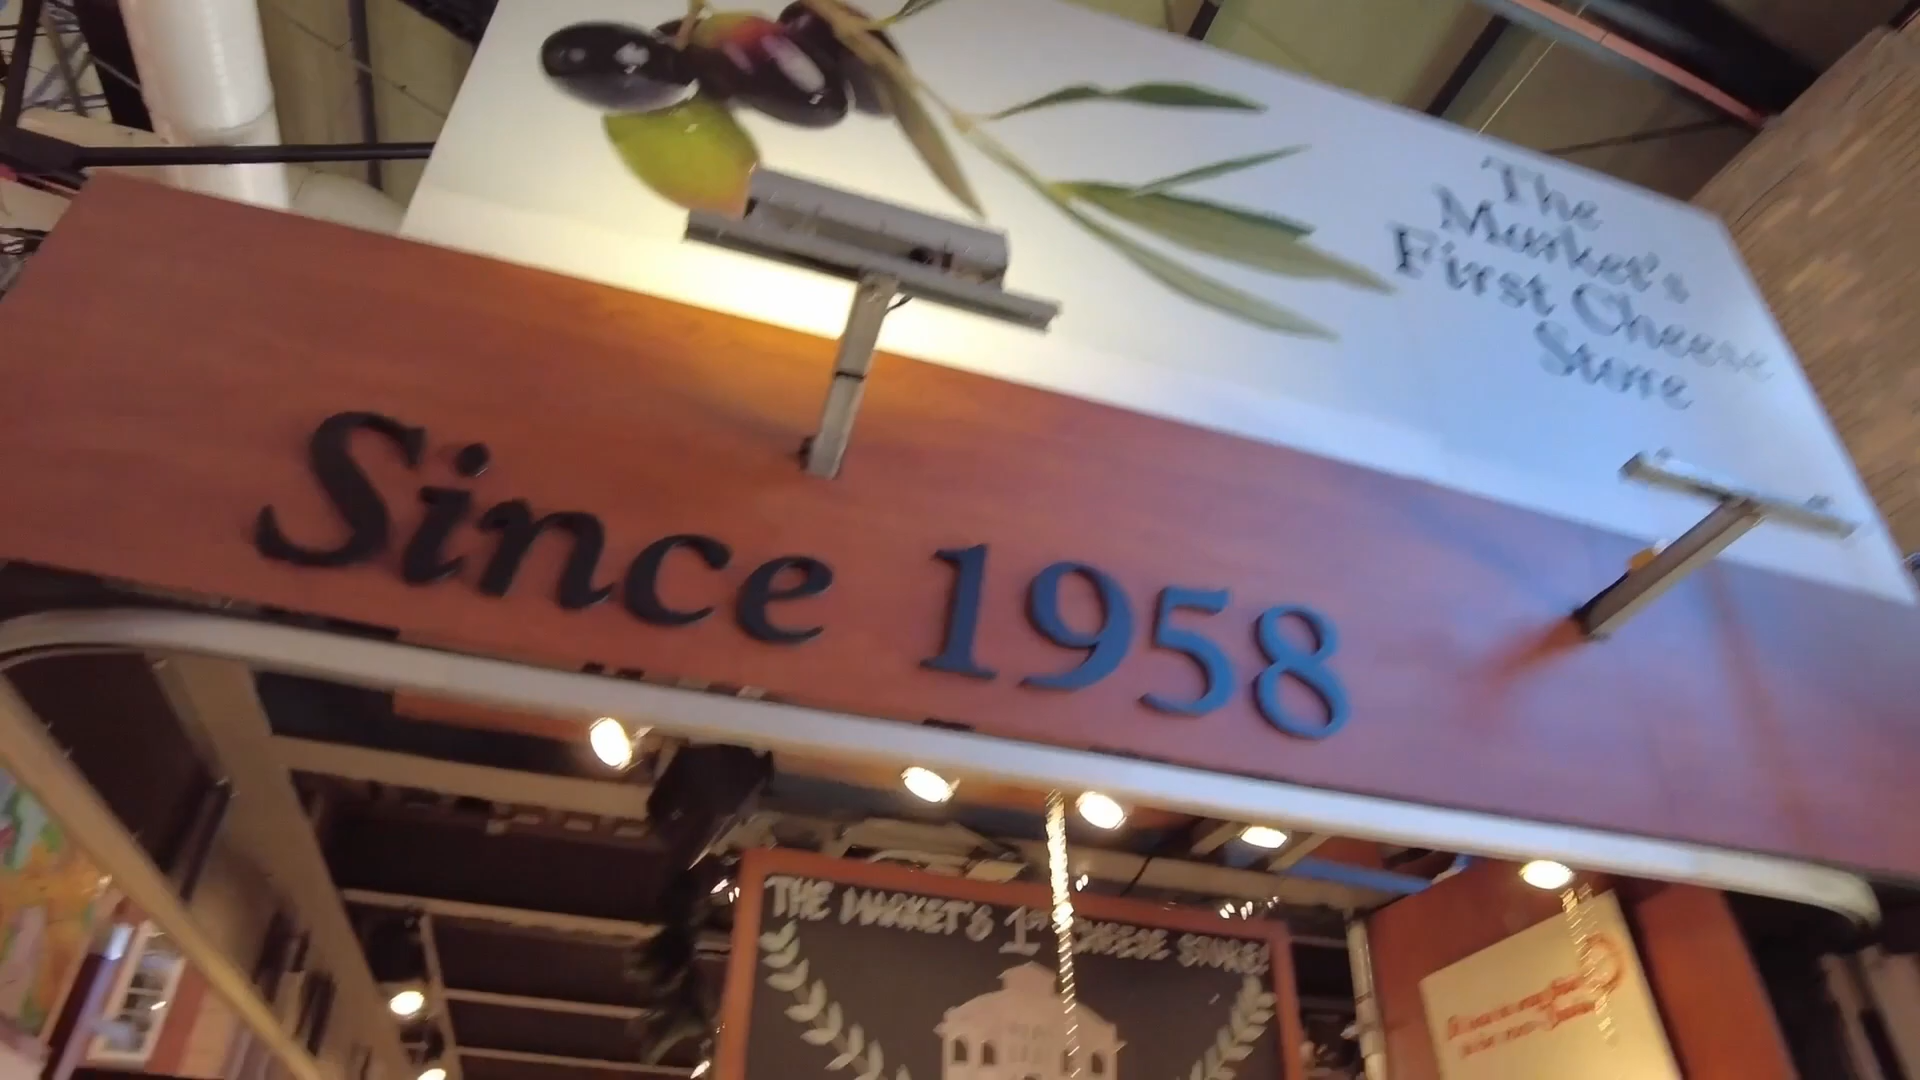 The
Market's
First Cheese
Store
Since 1958
THE MARKET'S 1ST CHEESE STORE!